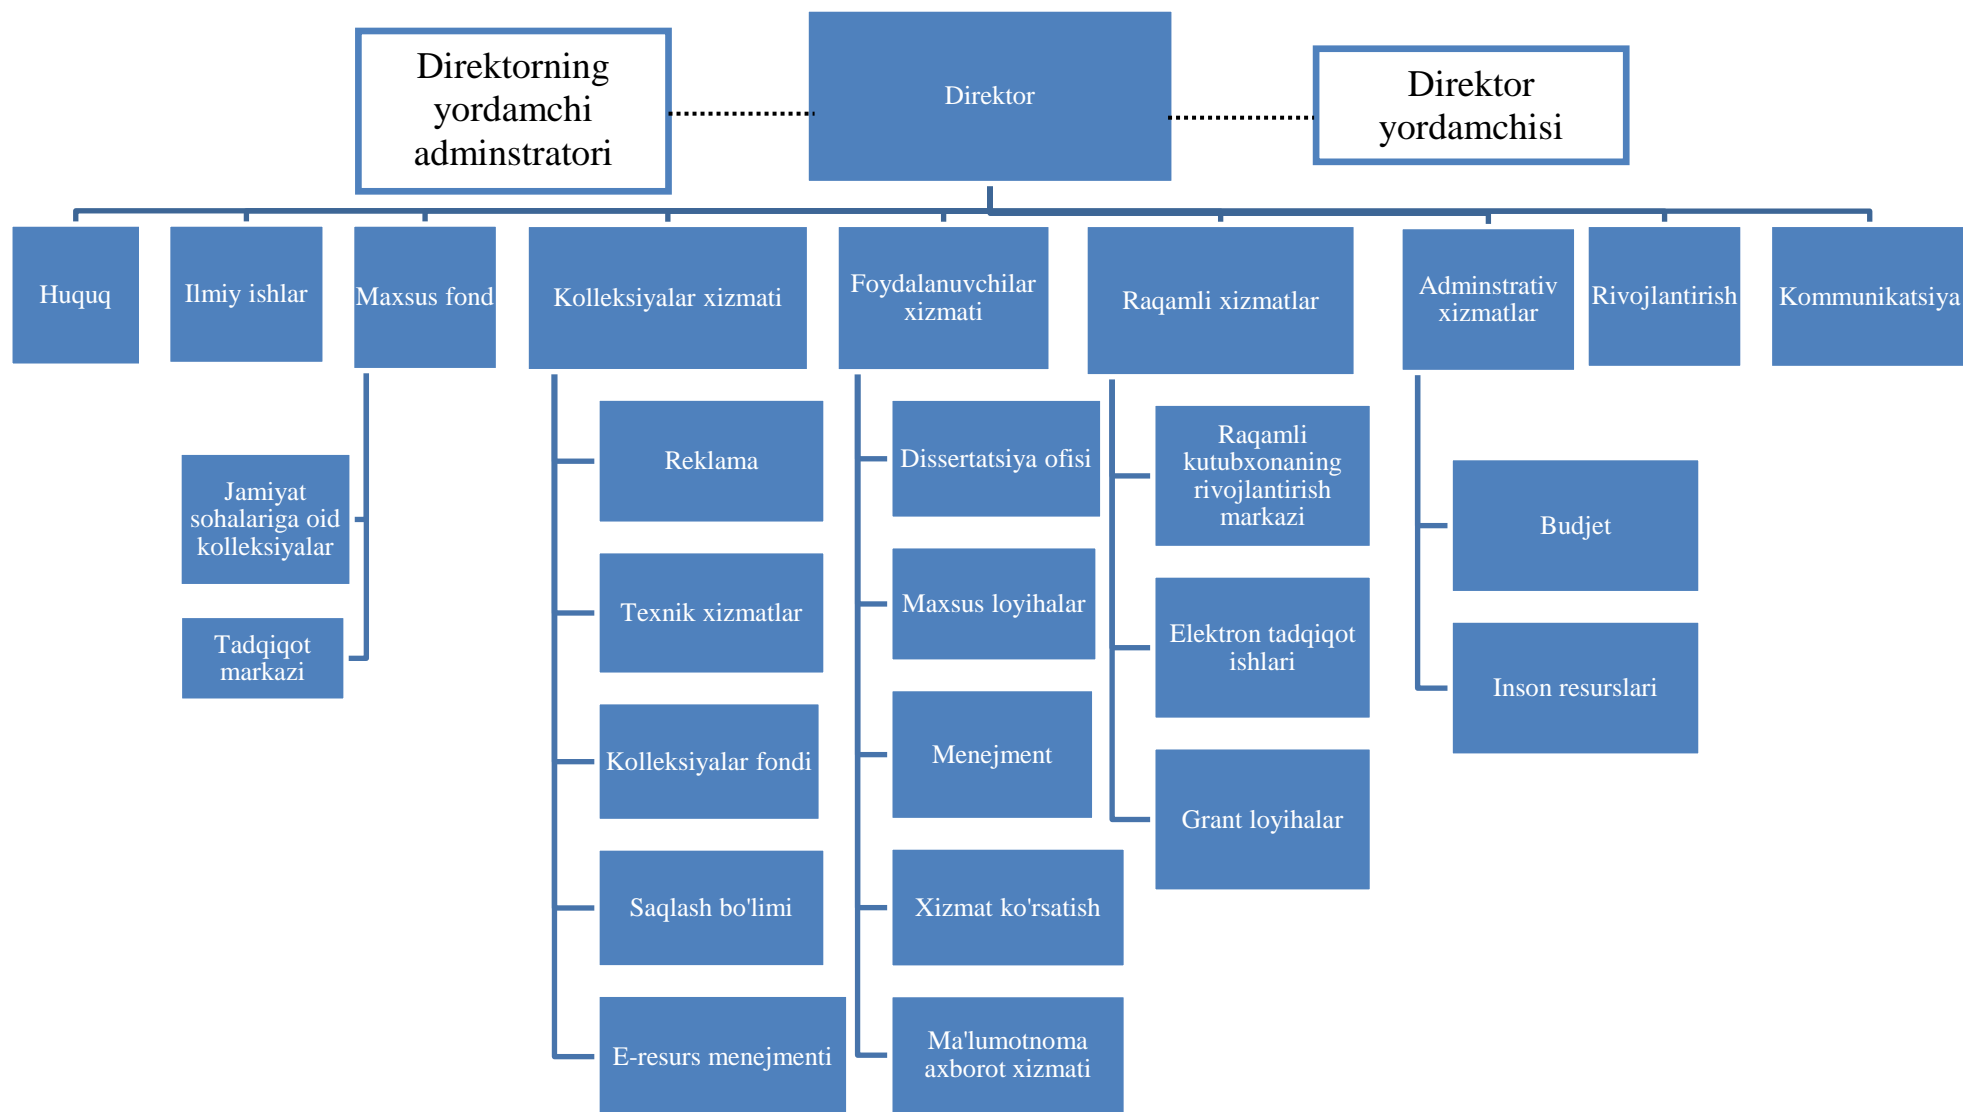 Direktorning
yordamchi
adminstratori
Direktor
Direktor
yordamchisi
Huquq
Ilmiy ishlar
Maxsus fond
Kolleksiyalar xizmati
Foydalanuvchilar
xizmati
Raqamli xizmatlar
Adminstrativ
xizmatlar
Rivojlantirish
Kommunikatsiya
Jamiyat
sohalariga oid
kolleksiyalar
Tadqiqot
markazi
Reklama
Texnik xizmatlar
Kolleksiyalar fondi
Saqlash bo'limi
E-resurs menejmenti
Dissertatsiya ofisi
Maxsus loyihalar
Menejment
Xizmat ko'rsatish
Ma'lumotnoma
axborot xizmati
Raqamli
kutubxonaning
rivojlantirish
markazi
Elektron tadqiqot
ishlari
Grant loyihalar
Budjet
Inson resurslari